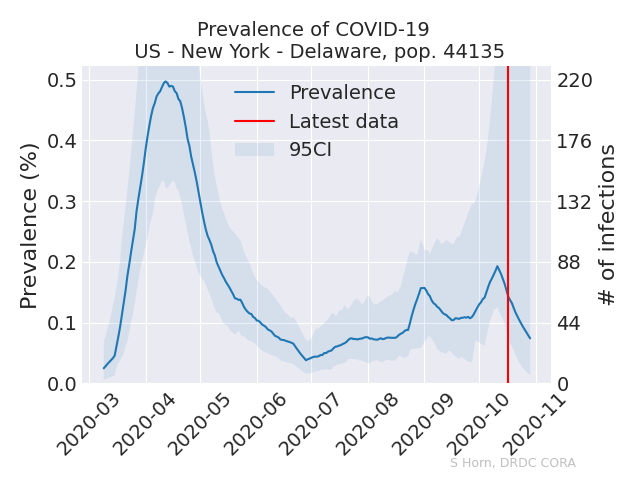 Prevalence of COVID-19
US - New York - Delaware, pop. 44135
Prevalence (%)
0.5
0.4
0.3
0.2
0.1
0.0
Prevalence
Latest data
95CI
220
176
132
88
44
0
# of infections
2020-03
2020-04
2020-05
2020-06
2020-07
2020-08
2020-09
2020-10
2020-11
S Horn, DRDC CORA